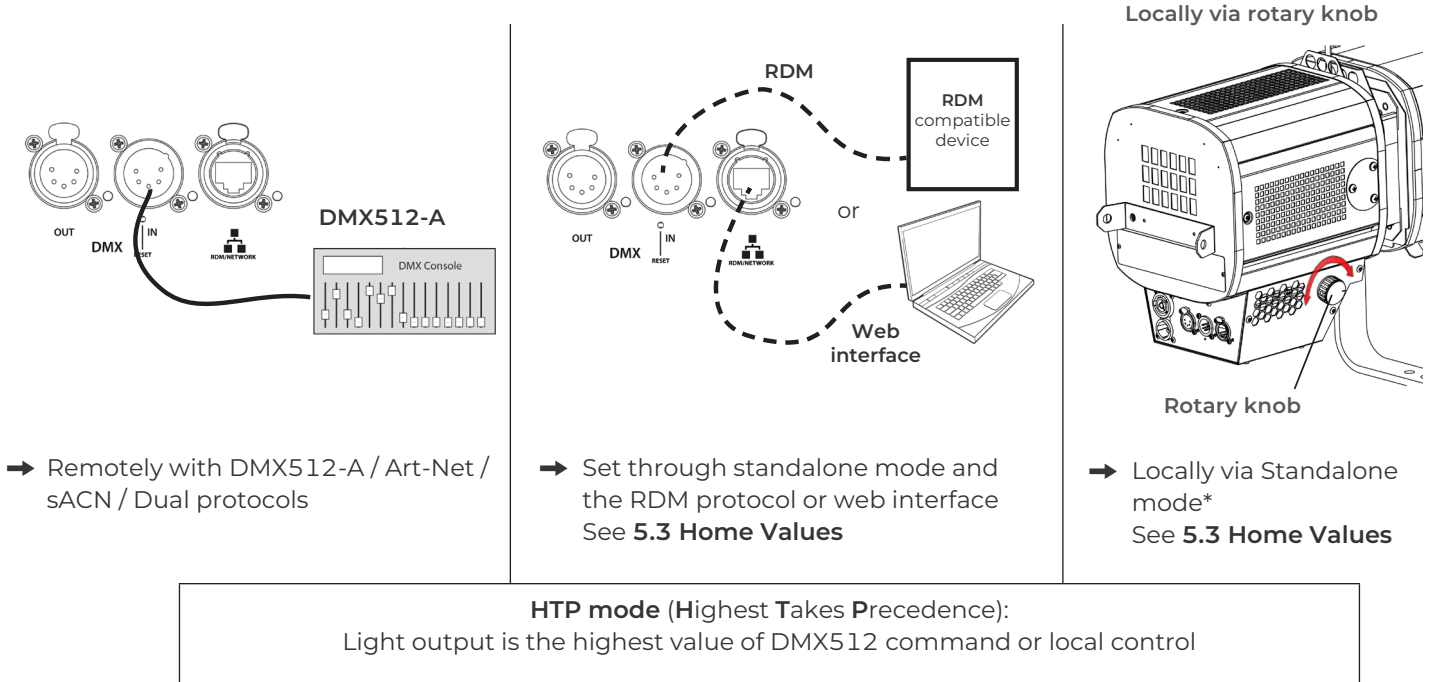 OUT
DMX
IN
RESET
RDM/NETWORK
DMX512-A
DMX Console
➡ Remotely with DMX512-A / Art-Net /
sACN / Dual protocols
RDM
RDM
compatible
device
or
OUT
DMX
IN
RESET
RDM/NETWORK
Web
interface
➡ Set through standalone mode and
the RDM protocol or web interface
See 5.3 Home Values
Locally via rotary knob
Rotary knob
➡ Locally via Standalone
mode*
See 5.3 Home Values
HTP mode (Highest Takes Precedence):
Light output is the highest value of DMX512 command or local control